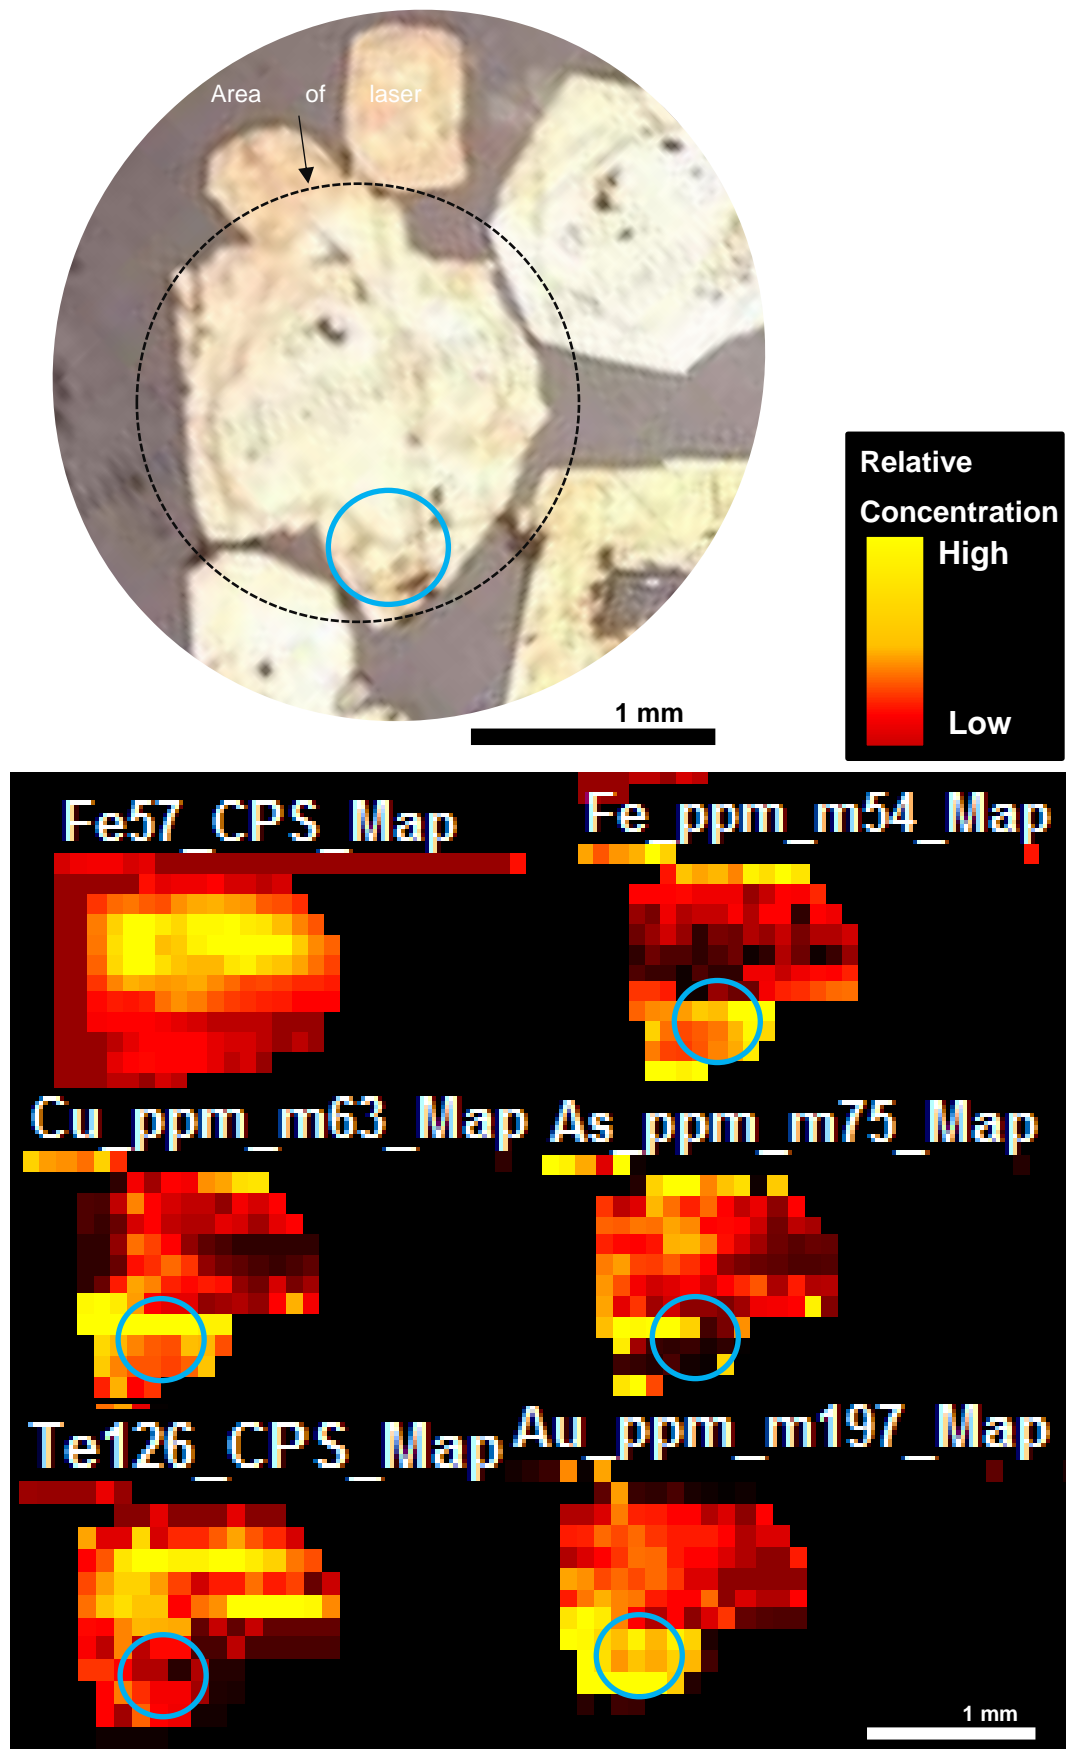 Area of laser
Relative
Concentration
High
Low
1 mm
Fe57_CPS_Map
Fe_ppm_m54_Map
Cu_ppm_m63_Map
As_ppm_m75_Map
Te126_CPS_Map
Au_ppm_m197_Map
1 mm